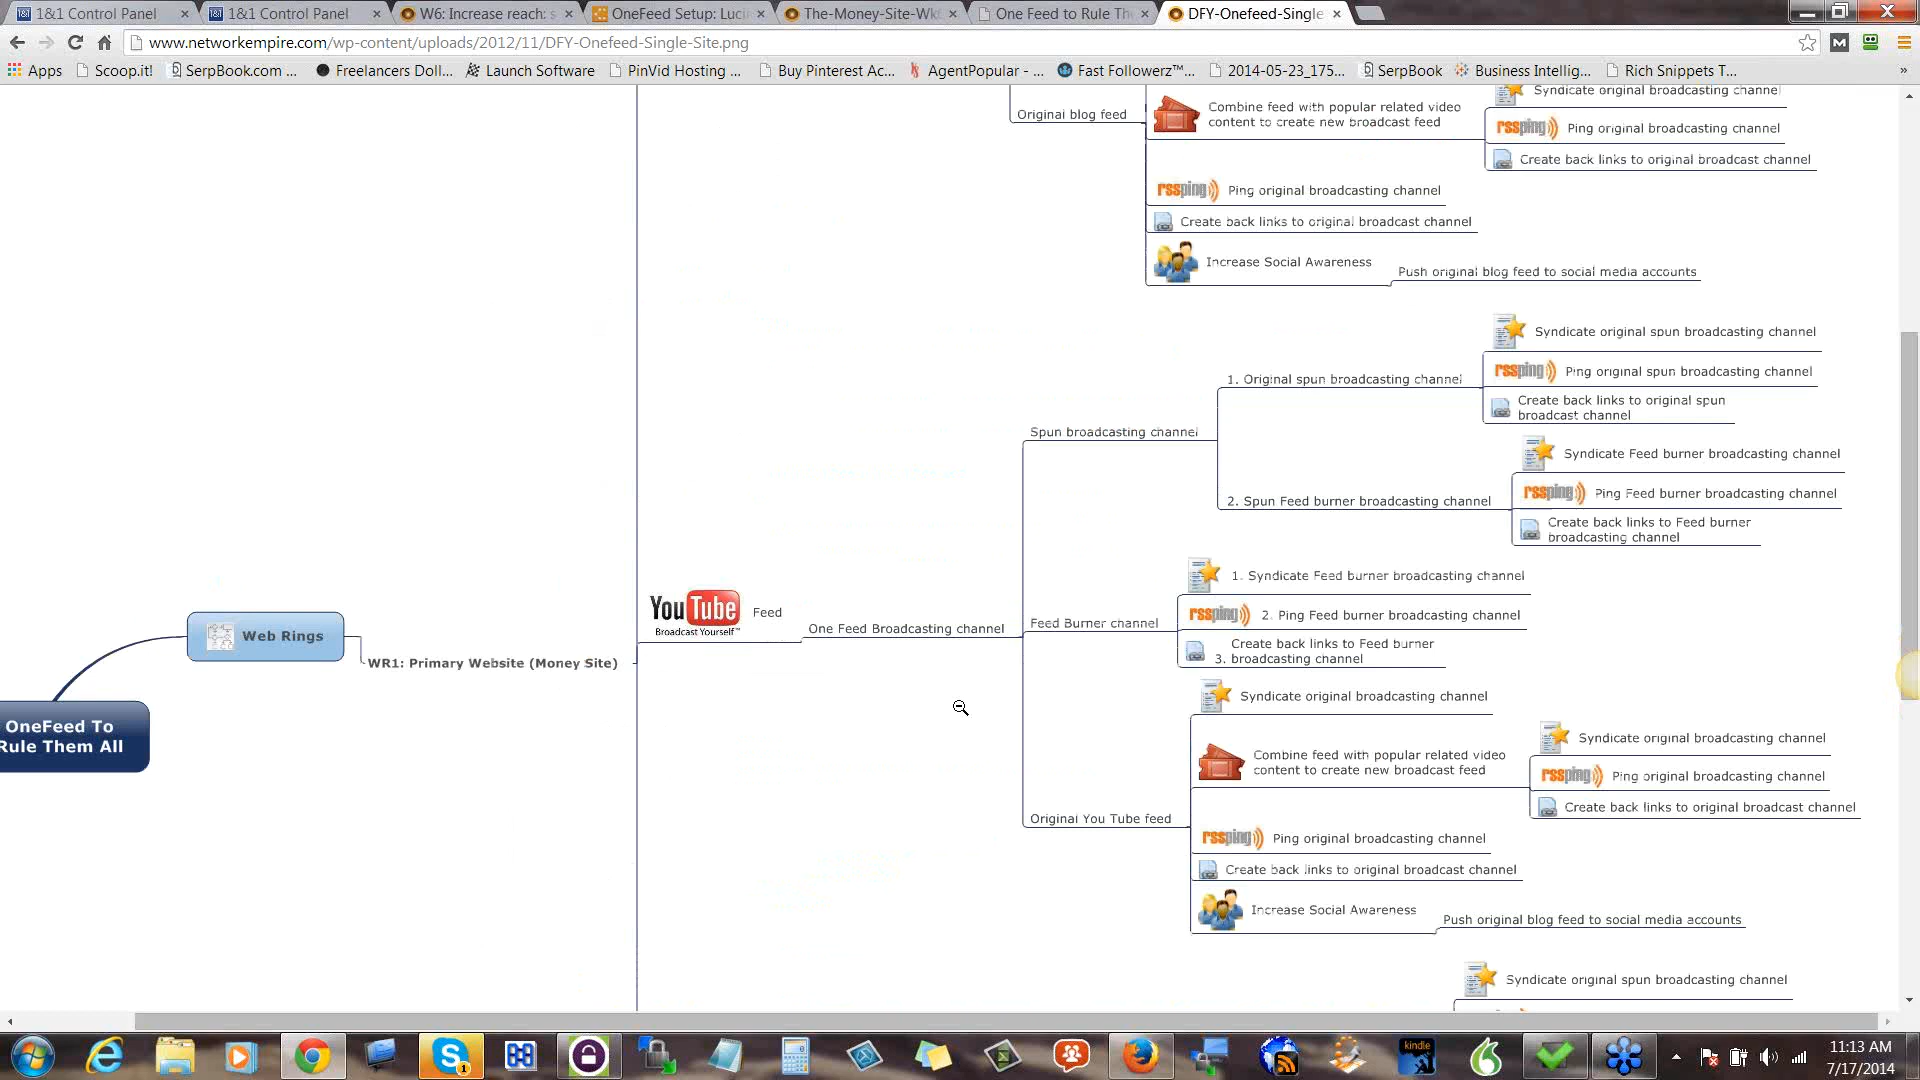 1&1 Control Panel
1&1 Control Panel
W6: Increase reach: s
OneFeed Setup: Luci
The-Money-Site-Wk
One Feed to Rule Th
DFY-Onefeed-Single
www.networkempire.com/wp-content/uploads/2012/11/DFY-Onefeed-Single-Site.png
Apps
Scoop.it!
SerpBook.com ...
Freelancers Doll...
Launch Software
PinVid Hosting ...
Buy Pinterest Ac...
AgentPopular - ...
Fast Followerz™...
2014-05-23_175...
SerpBook
Business Intellig...
Rich Snippets T...
»
Syndicate original broadcasting channel
Original blog feed
Combine feed with popular related video
content to create new broadcast feed
rssping
Ping original broadcasting channel
Create back links to original broadcast channel
rssping
Ping original broadcasting channel
Create back links to original broadcast channel
Increase Social Awareness
Push original blog feed to social media accounts
Syndicate original spun broadcasting channel
1. Original spun broadcasting channel
rssping
Ping original spun broadcasting channel
Create back links to original spun
broadcast channel
Spun broadcasting channel
Syndicate Feed burner broadcasting channel
2. Spun Feed burner broadcasting channel
rssping
Ping Feed burner broadcasting channel
Create back links to Feed burner
broadcasting channel
1. Syndicate Feed burner broadcasting channel
YouTube
Broadcast Yourself™
Feed
One Feed Broadcasting channel
Feed Burner channel
rssping
2. Ping Feed burner broadcasting channel
Create back links to Feed burner
3. broadcasting channel
Web Rings
WR1: Primary Website (Money Site)
OneFeed To
Rule Them All
Syndicate original broadcasting channel
Combine feed with popular related video
content to create new broadcast feed
Syndicate original broadcasting channel
rssping
Ping original broadcasting channel
Create back links to original broadcast channel
Original You Tube feed
rssping
Ping original broadcasting channel
Create back links to original broadcast channel
Increase Social Awareness
Push original blog feed to social media accounts
Syndicate original spun broadcasting channel
kindle
1
11:13 AM
7/17/2014